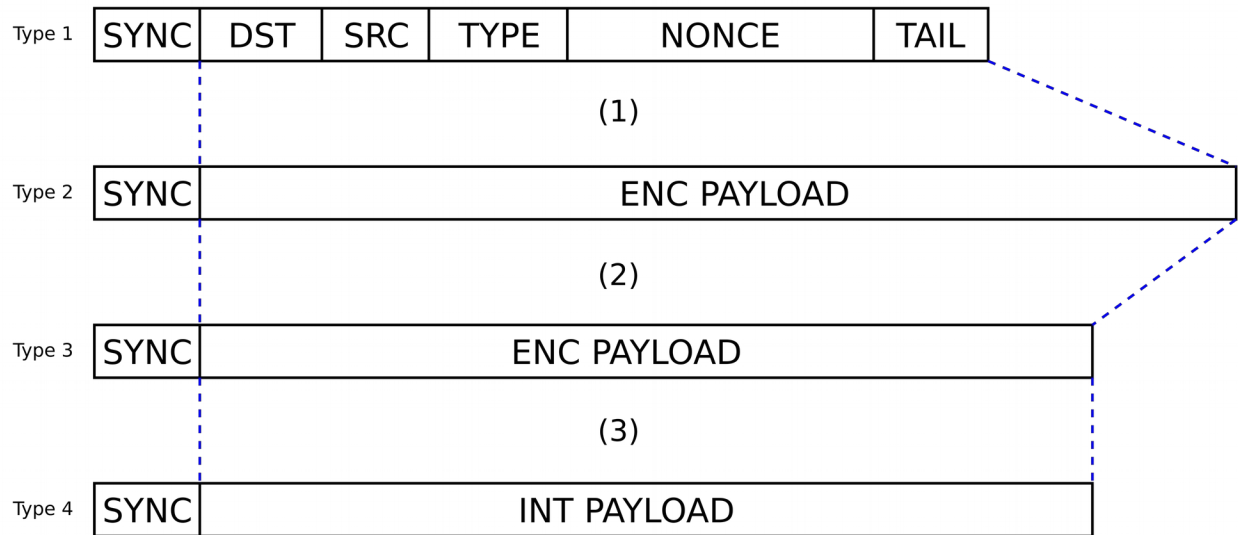 Type 1 SYNC DST SRC TYPE NONCE TAIL
(1)
Type 2 SYNC ENC PAYLOAD
(2)
Type 3 SYNC ENC PAYLOAD
(3)
Type 4 SYNC INT PAYLOAD